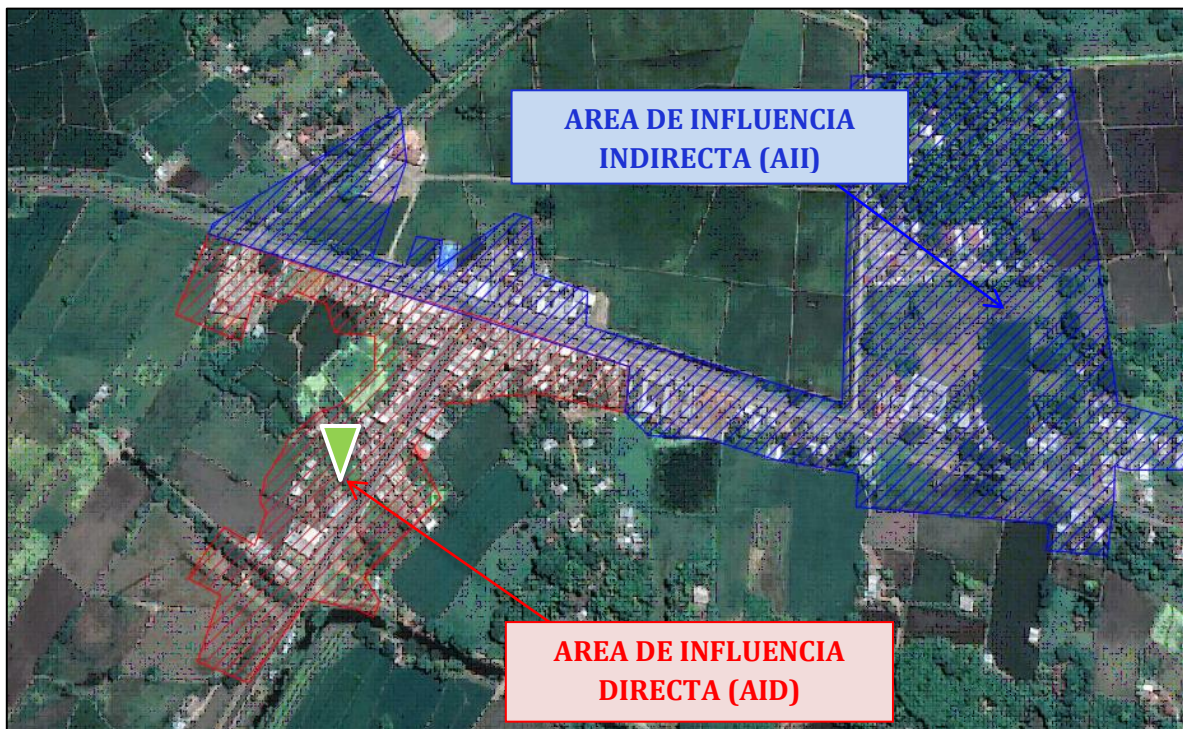 AREA DE INFLUENCIA
INDIRECTA (AII)
AREA DE INFLUENCIA
DIRECTA (AID)